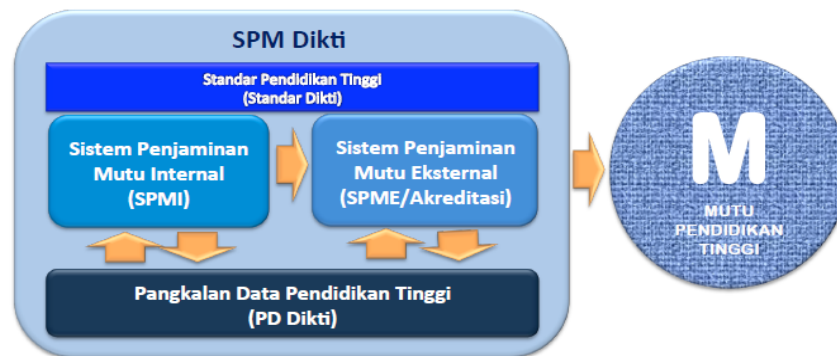 SPM Dikti
Standar Pendidikan Tinggi
(Standar Dikti)
Sistem Penjaminan
Mutu Internal
(SPMI)
Sistem Penjaminan
Mutu Eksternal
(SPME/Akreditasi)
Pangkalan Data Pendidikan Tinggi
(PD Dikti)
M
MUTU
PENDIDIKAN
TINGGI